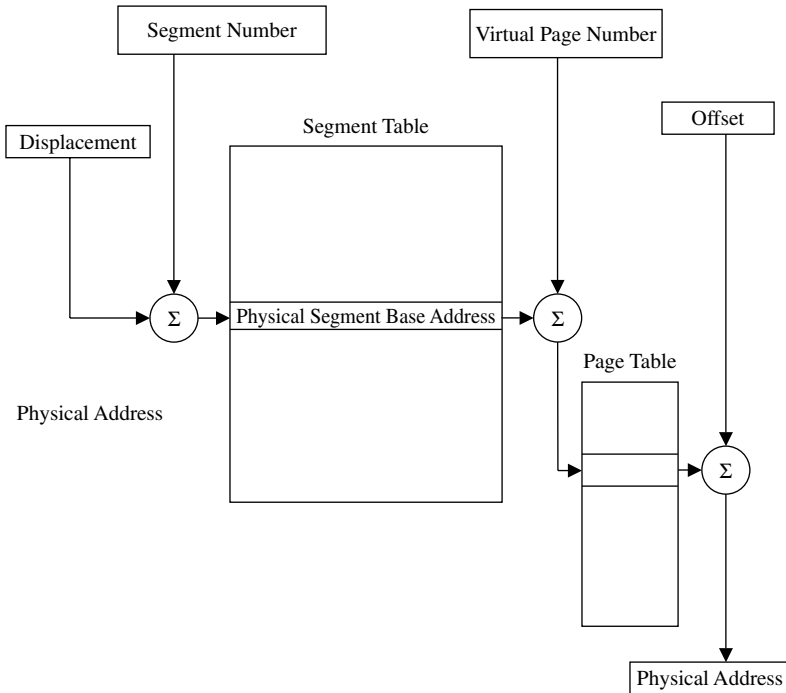 Segment Number
Virtual Page Number
Offset
Segment Table
Displacement
Σ
Physical Segment Base Address
Σ
Page Table
Physical Address
Σ
Physical Address